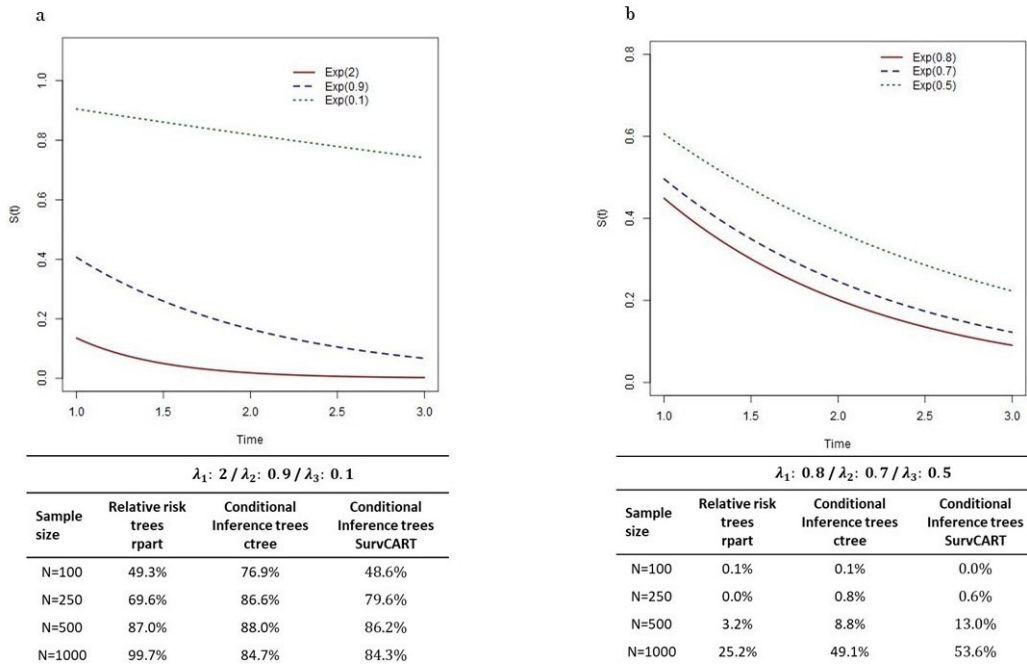 a
Exp(2)
Exp(0.9)
Exp(0.1)
S(t)
0.0
0.2
0.4
0.6
0.8
1.0
1.0 1.5 2.0 2.5 3.0
Time
λ₁: 2 / λ₂: 0.9 / λ₃: 0.1
Sample size Relative risk trees rpart Conditional Inference trees ctree Conditional Inference trees SurvCART
N=100 49.3% 76.9% 48.6%
N=250 69.6% 86.6% 79.6%
N=500 87.0% 88.0% 86.2%
N=1000 99.7% 84.7% 84.3%
b
Exp(0.8)
Exp(0.7)
Exp(0.5)
S(t)
0.0
0.2
0.4
0.6
0.8
1.0 1.5 2.0 2.5 3.0
Time
λ₁: 0.8 / λ₂: 0.7 / λ₃: 0.5
Sample size Relative risk trees rpart Conditional Inference trees ctree Conditional Inference trees SurvCART
N=100 0.1% 0.1% 0.0%
N=250 0.0% 0.8% 0.6%
N=500 3.2% 8.8% 13.0%
N=1000 25.2% 49.1% 53.6%